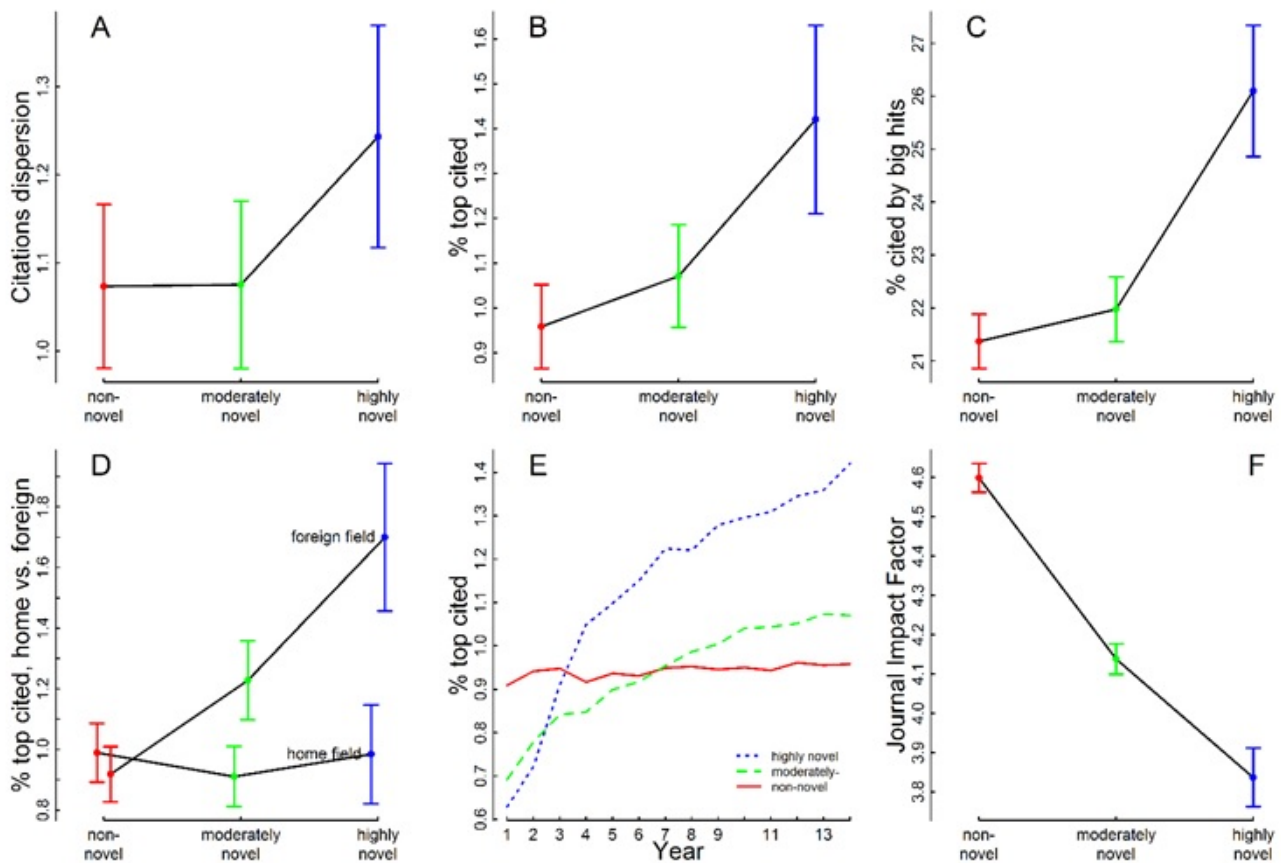 A
Citations dispersion
1.3
1.2
1.1
1.0
non-
novel
moderately
novel
highly
novel
B
% top cited
1.6
1.5
1.4
1.3
1.2
1.1
1.0
0.9
non-
novel
moderately
novel
highly
novel
C
% cited by big hits
27
26
25
24
23
22
21
non-
novel
moderately
novel
highly
novel
D
% top cited, home vs. foreign
1.8
1.6
1.4
1.2
1.0
0.8
foreign field
home field
non-
novel
moderately
novel
highly
novel
E
% top cited
1.4
1.3
1.2
1.1
1.0
0.9
0.8
0.7
0.6
highly novel
moderately-
non-novel
1 2 3 4 5 6 7 8 9 11 13
Year
F
Journal Impact Factor
4.6
4.5
4.4
4.3
4.2
4.1
4.0
3.9
3.8
non-
novel
moderately
novel
highly
novel